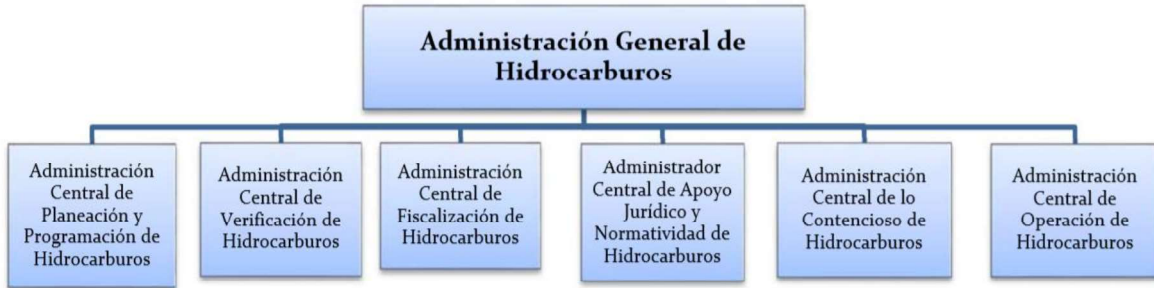 Administración General de
Hidrocarburos
Administración
Central de
Planeación y
Programación de
Hidrocarburos
Administración
Central de
Verificación de
Hidrocarburos
Administración
Central de
Fiscalización de
Hidrocarburos
Administrador
Central de Apoyo
Jurídico y
Normatividad de
Hidrocarburos
Administración
Central de lo
Contencioso de
Hidrocarburos
Administración
Central de
Operación de
Hidrocarburos